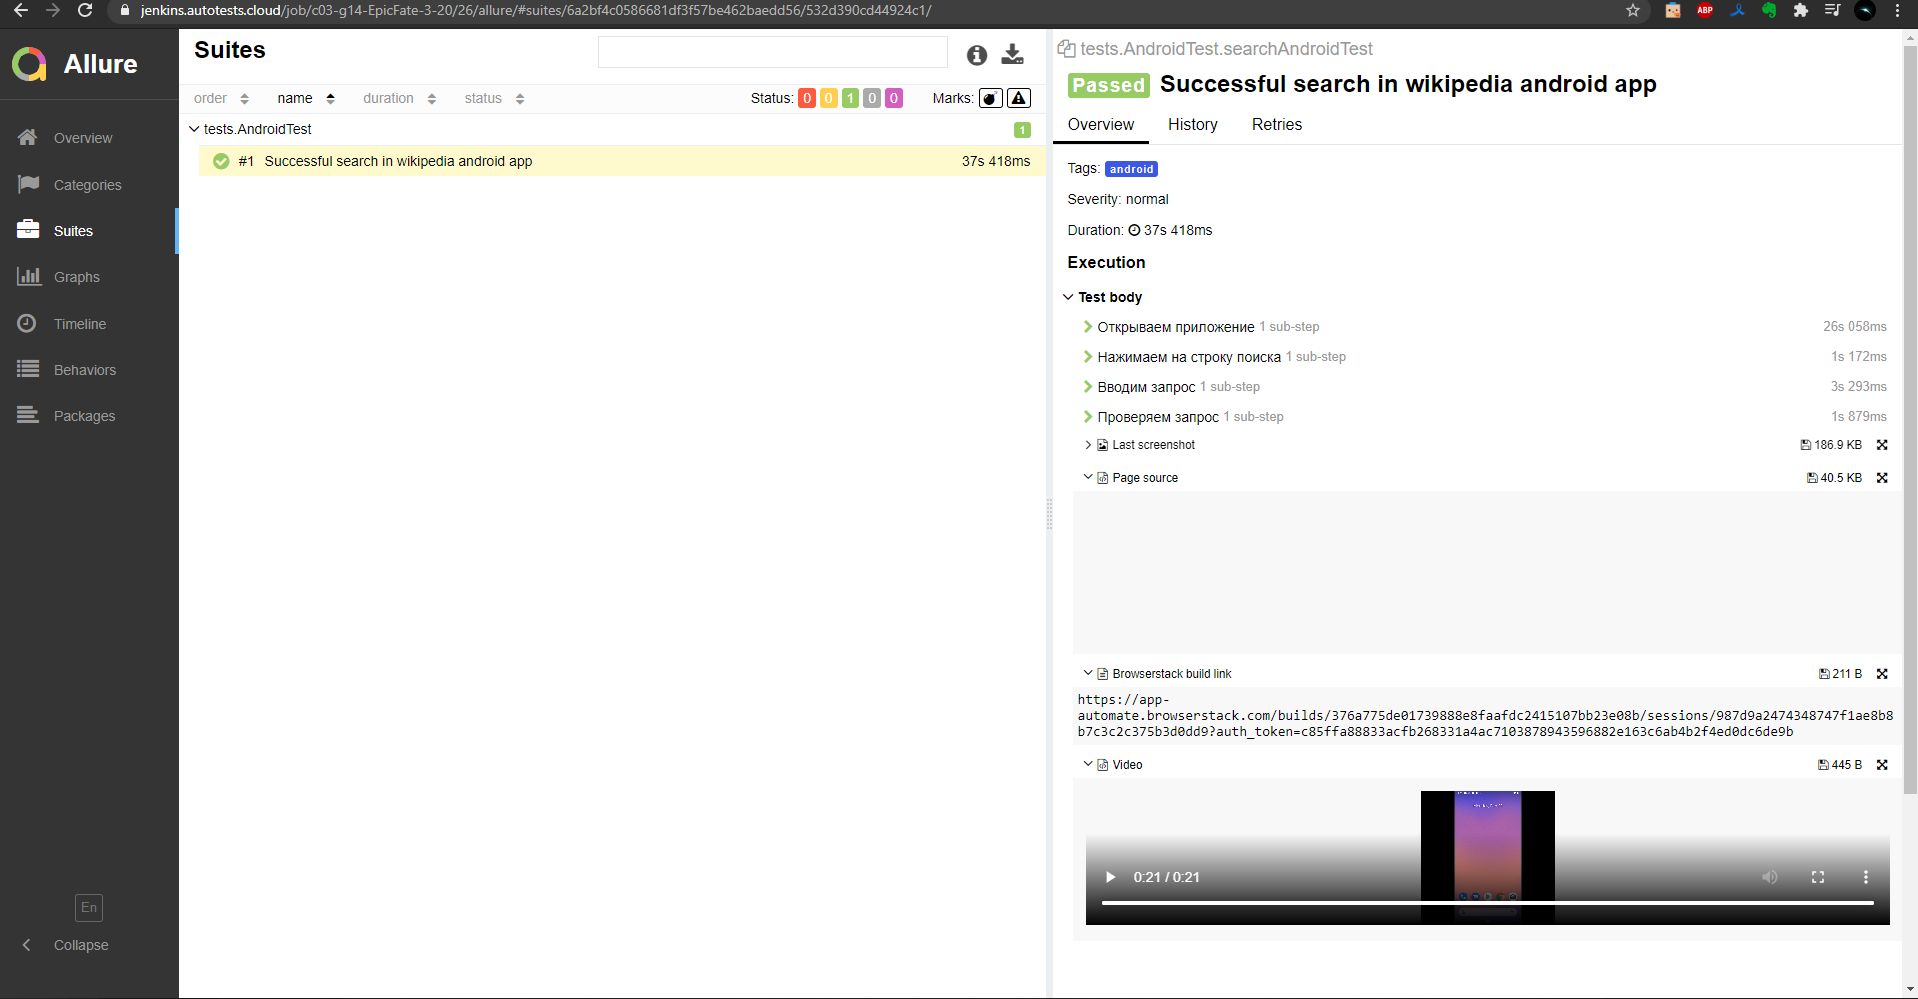 jenkins.autotests.cloud/job/c03-g14-EpicFate-3-20/26/allure/#suites/6a2bf4c0586681df3f57be462baedd56/532d390cd44924c1/
ABP
Allure
Overview
Categories
Suites
Graphs
Timeline
Behaviors
Packages
En
Collapse
Suites
order name duration status Status: 0 0 1 0 0 Marks:
tests.AndroidTest 1
#1 Successful search in wikipedia android app 37s 418ms
tests.AndroidTest.searchAndroidTest
Passed Successful search in wikipedia android app
Overview History Retries
Tags: android
Severity: normal
Duration: 37s 418ms
Execution
Test body
Открываем приложение 1 sub-step 26s 058ms
Нажимаем на строку поиска 1 sub-step 1s 172ms
Вводим запрос 1 sub-step 3s 293ms
Проверяем запрос 1 sub-step 1s 879ms
Last screenshot 186.9 KB
Page source 40.5 KB
Browserstack build link 211 B
https://app-
automate.browserstack.com/builds/376a775de01739888e8faafdc2415107bb23e08b/sessions/987d9a2474348747f1ae8b8
b7c3c2c375b3d0dd9?auth_token=c85ffa88833acfb268331a4ac7103878943596882e163c6ab4b2f4ed0dc6de9b
Video 445 B
0:21 / 0:21